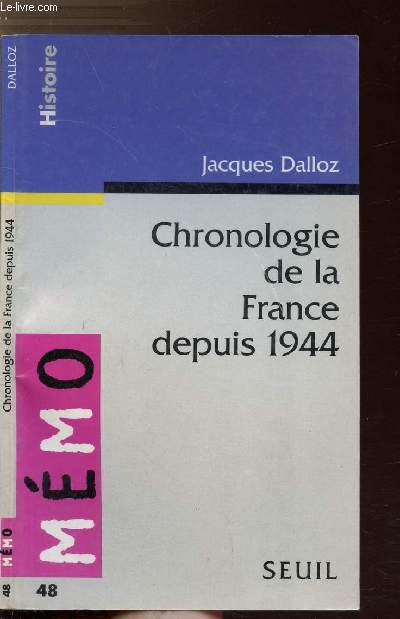 Le-livre.com
DALLOZ
Chronologie de la France depuis 1944
MÉMO
48
Histoire
Jacques Dalloz
Chronologie
de la
France
depuis 1944
MÉMO
48
SEUIL